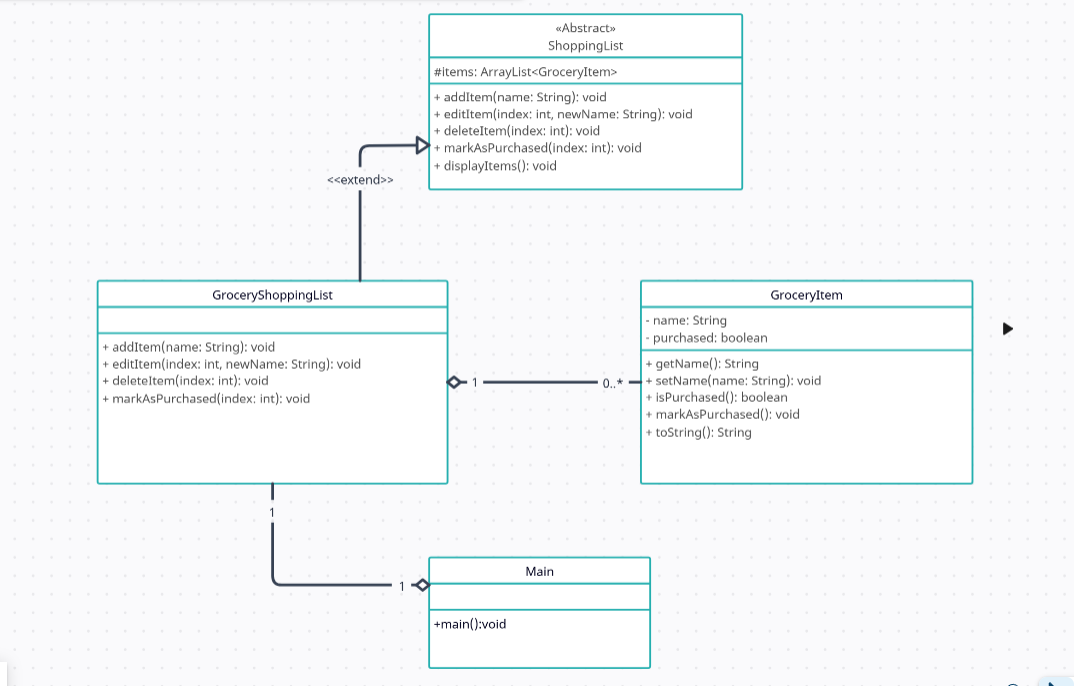 «Abstract»
ShoppingList
#items: ArrayList<GroceryItem>
+ addItem(name: String): void
+ editItem(index: int, newName: String): void
+ deleteItem(index: int): void
+ markAsPurchased(index: int): void
+ displayItems(): void
<<extend>>
GroceryShoppingList
+ addItem(name: String): void
+ editItem(index: int, newName: String): void
+ deleteItem(index: int): void
+ markAsPurchased(index: int): void
1
0..*
GroceryItem
- name: String
- purchased: boolean
+ getName(): String
+ setName(name: String): void
+ isPurchased(): boolean
+ markAsPurchased(): void
+ toString(): String
1
1
Main
+main():void